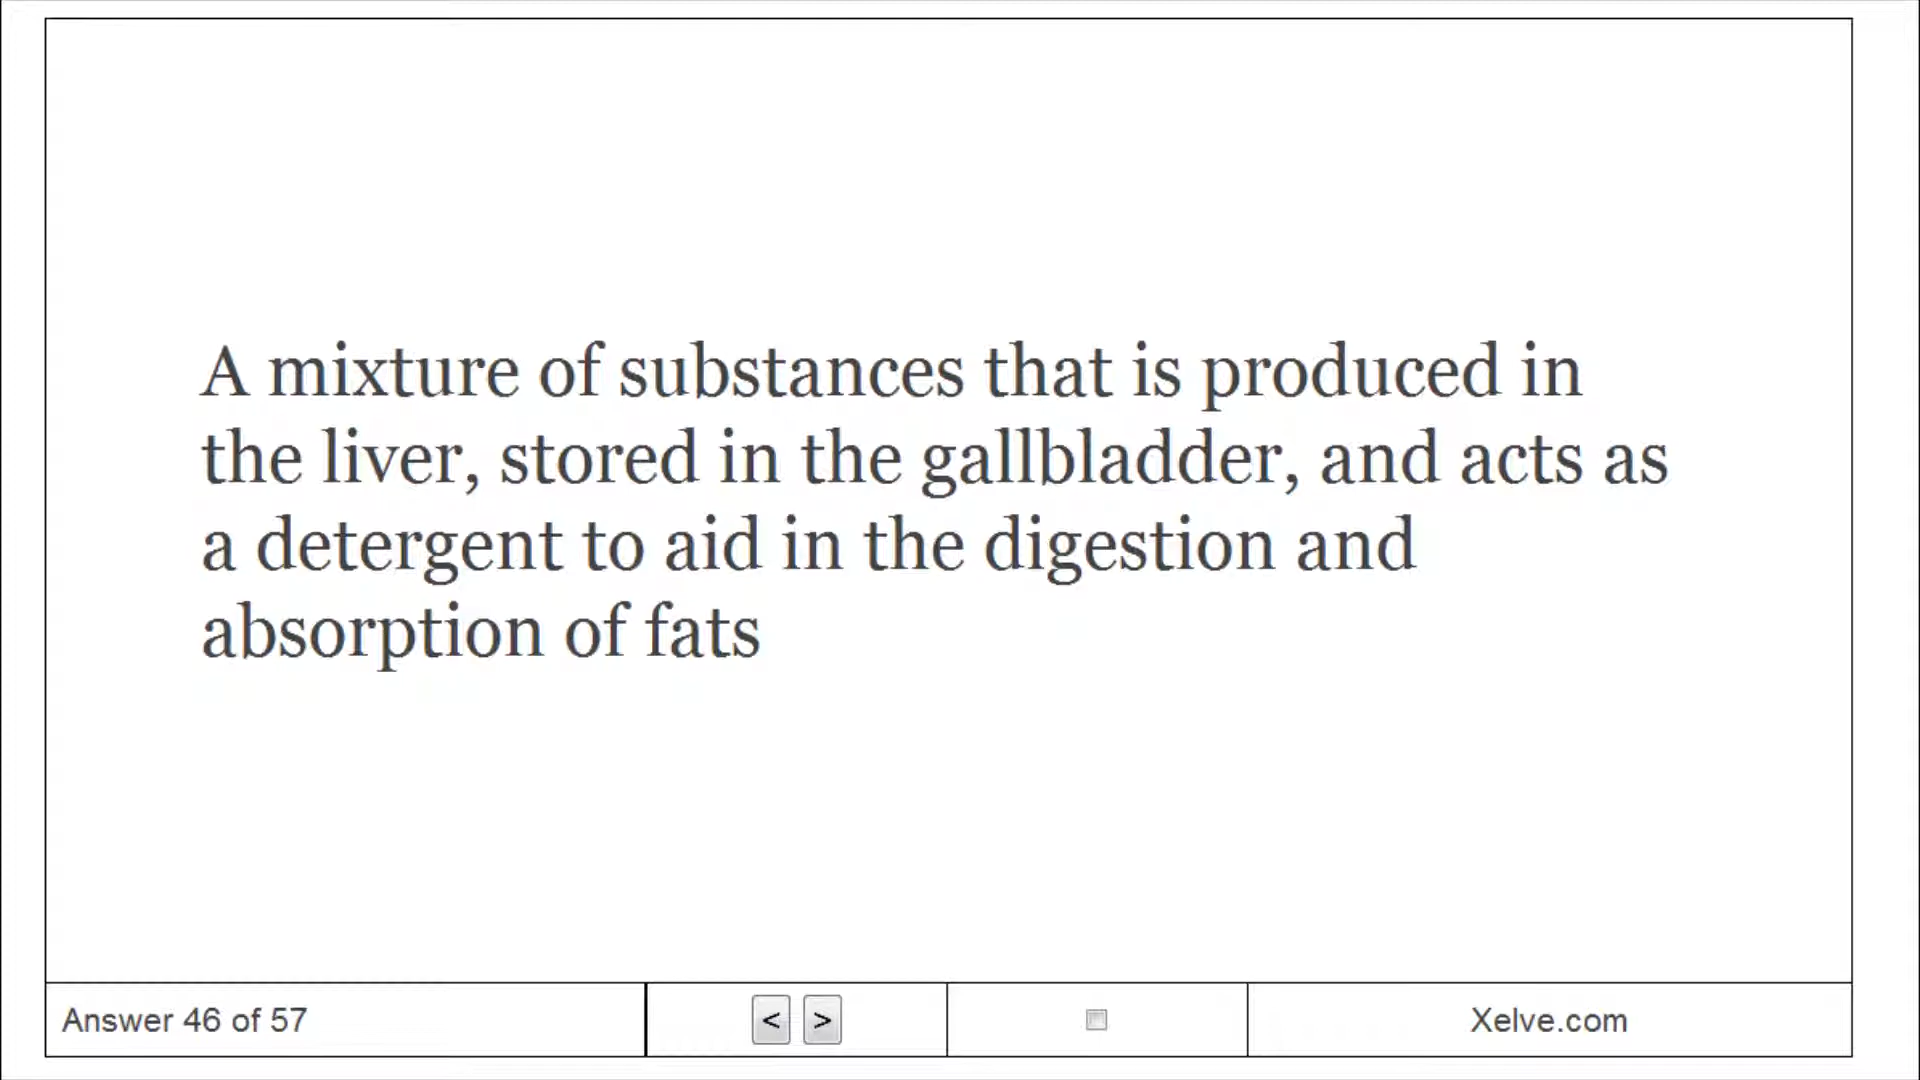 A mixture of substances that is produced in
the liver, stored in the gallbladder, and acts as
a detergent to aid in the digestion and
absorption of fats
Answer 46 of 57
< >
Xelve.com